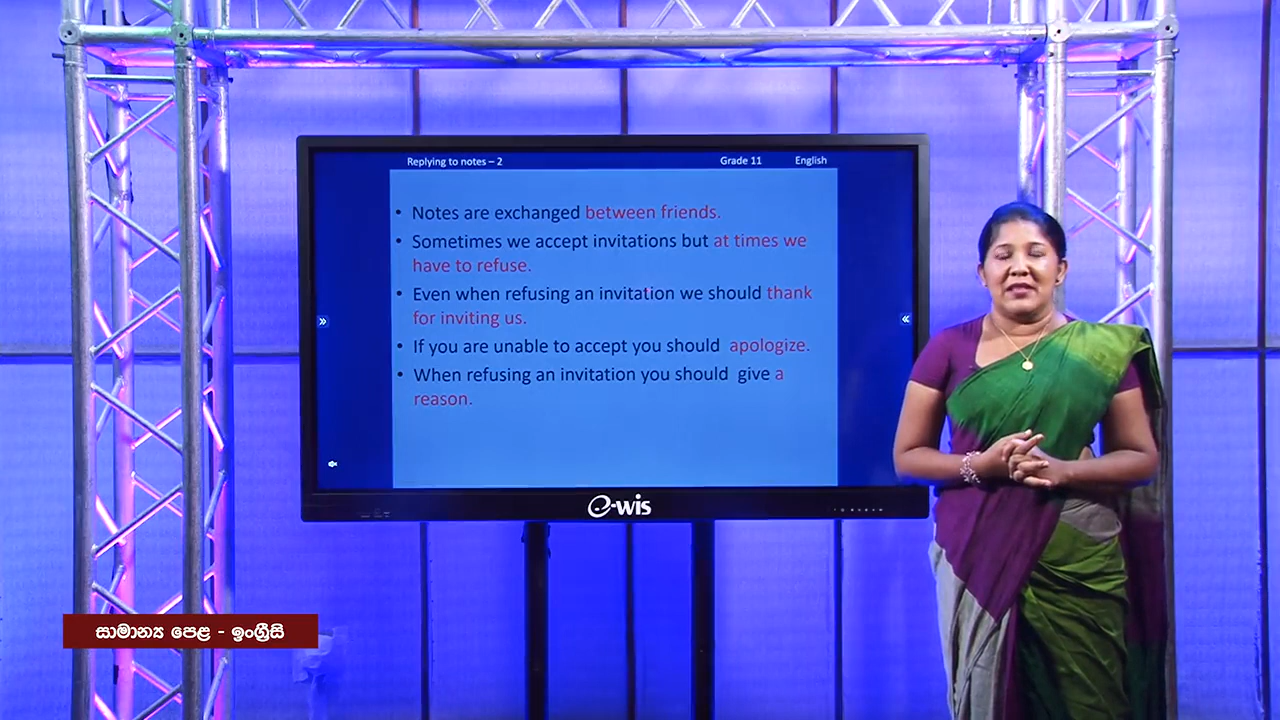 Replying to notes – 2 Grade 11 English
• Notes are exchanged between friends.
• Sometimes we accept invitations but at times we
have to refuse.
• Even when refusing an invitation we should thank
for inviting us.
• If you are unable to accept you should apologize.
• When refusing an invitation you should give a
reason.
e-wis
සාමාන්‍ය පෙළ - ඉංග්‍රීසි